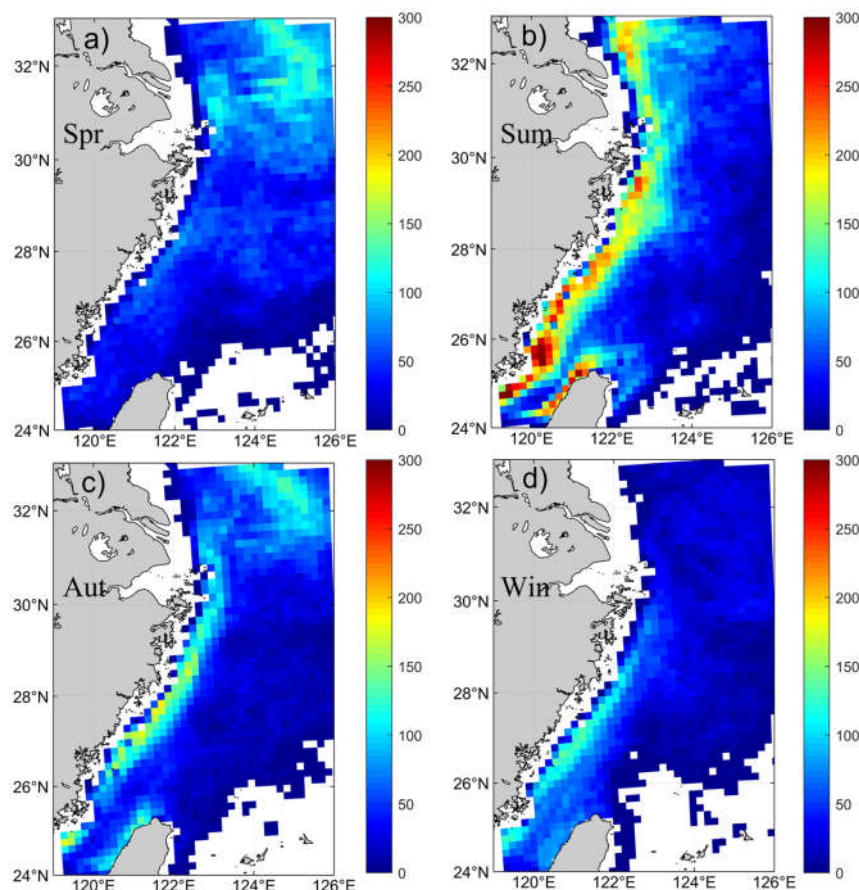 a)
Spr
32°N
30°N
28°N
26°N
24°N
120°E
122°E
124°E
126°E
300
250
200
150
100
50
0
b)
Sum
32°N
30°N
28°N
26°N
24°N
120°E
122°E
124°E
126°E
300
250
200
150
100
50
0
c)
Aut
32°N
30°N
28°N
26°N
24°N
120°E
122°E
124°E
126°E
300
250
200
150
100
50
0
d)
Win
32°N
30°N
28°N
26°N
24°N
120°E
122°E
124°E
126°E
300
250
200
150
100
50
0